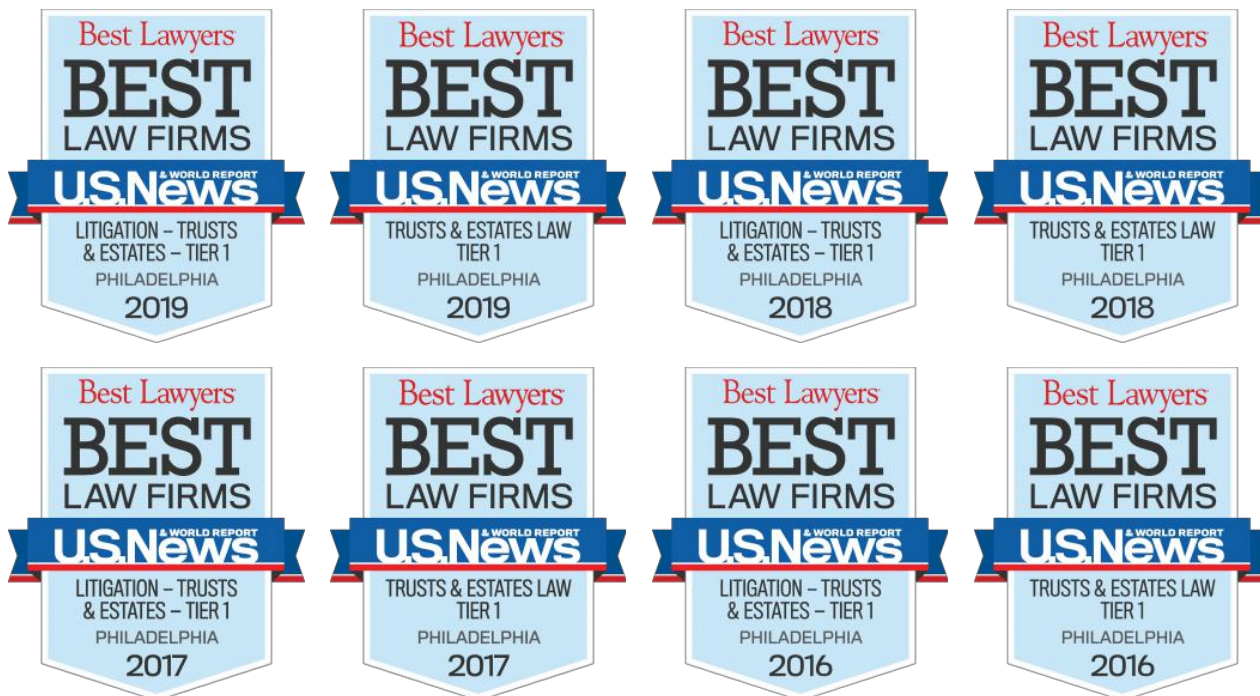 Best Lawyers
BEST
LAW FIRMS
U.S.News & WORLD REPORT
LITIGATION – TRUSTS
& ESTATES – TIER 1
PHILADELPHIA
2019
Best Lawyers
BEST
LAW FIRMS
U.S.News & WORLD REPORT
TRUSTS & ESTATES LAW
TIER 1
PHILADELPHIA
2019
Best Lawyers
BEST
LAW FIRMS
U.S.News & WORLD REPORT
LITIGATION – TRUSTS
& ESTATES – TIER 1
PHILADELPHIA
2018
Best Lawyers
BEST
LAW FIRMS
U.S.News & WORLD REPORT
TRUSTS & ESTATES LAW
TIER 1
PHILADELPHIA
2018
Best Lawyers
BEST
LAW FIRMS
U.S.News & WORLD REPORT
LITIGATION – TRUSTS
& ESTATES – TIER 1
PHILADELPHIA
2017
Best Lawyers
BEST
LAW FIRMS
U.S.News & WORLD REPORT
TRUSTS & ESTATES LAW
TIER 1
PHILADELPHIA
2017
Best Lawyers
BEST
LAW FIRMS
U.S.News & WORLD REPORT
LITIGATION – TRUSTS
& ESTATES – TIER 1
PHILADELPHIA
2016
Best Lawyers
BEST
LAW FIRMS
U.S.News & WORLD REPORT
TRUSTS & ESTATES LAW
TIER 1
PHILADELPHIA
2016